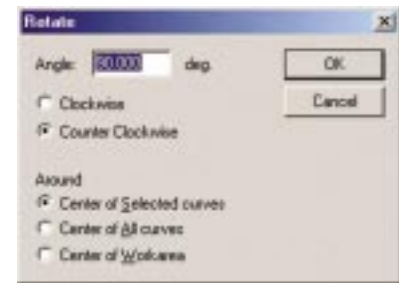 Rotate
Angle: 90.000 deg.
OK
Clockwise
Cancel
Counter Clockwise
Around
Center of Selected curves
Center of All curves
Center of Workarea